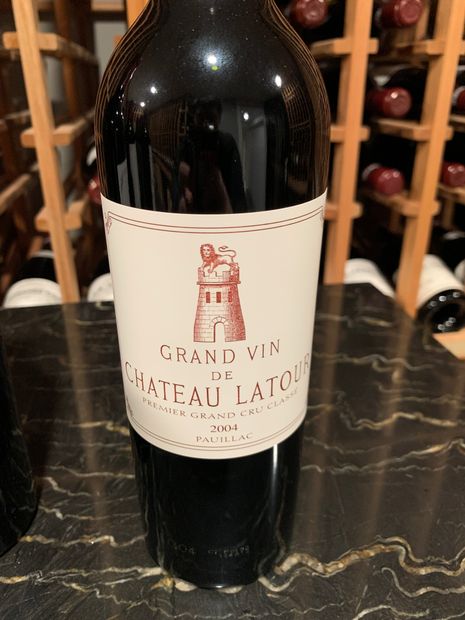 GRAND VIN
DE
CHATEAU LATOUR
PREMIER GRAND CRU CLASSÉ
2004
PAUILLAC